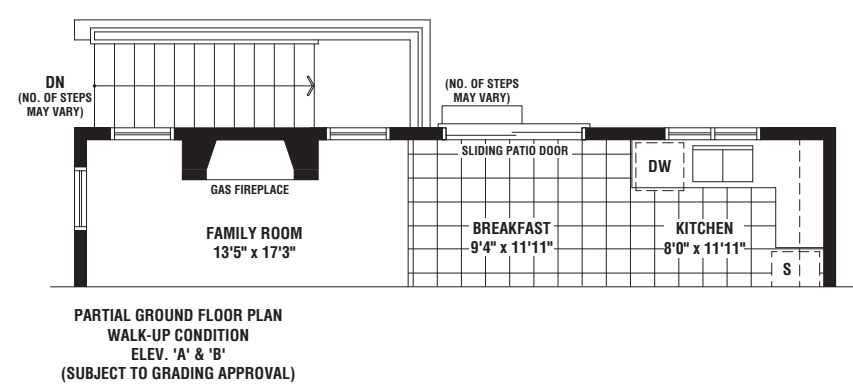 DN
(NO. OF STEPS
MAY VARY)
(NO. OF STEPS
MAY VARY)
SLIDING PATIO DOOR
DW
GAS FIREPLACE
FAMILY ROOM
13'5" x 17'3"
BREAKFAST
9'4" x 11'11"
KITCHEN
8'0" x 11'11"
S
PARTIAL GROUND FLOOR PLAN
WALK-UP CONDITION
ELEV. 'A' & 'B'
(SUBJECT TO GRADING APPROVAL)